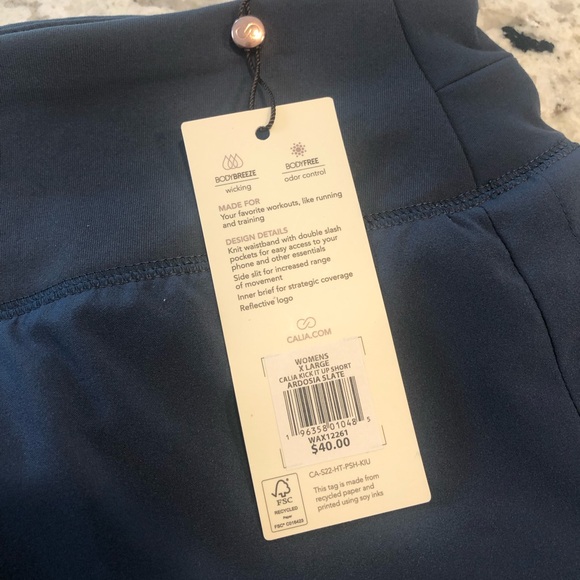 BODYBREEZE
wicking
BODYFREE
odor control
MADE FOR
Your favorite workouts, like running
and training
DESIGN DETAILS
Knit waistband with double slash
pockets for easy access to your
phone and other essentials
Side slit for increased range
of movement
Inner brief for strategic coverage
Reflective logo
CALIA.COM
WOMENS
X LARGE
CALIA KICK IT UP SHORT
ARDOSIA SLATE
1 96358 01048 5
WAX12261
$40.00
CA-S22-HT-PSH-KIU
This tag is made from
recycled paper and
printed using soy inks
FSC
RECYCLED
Paper